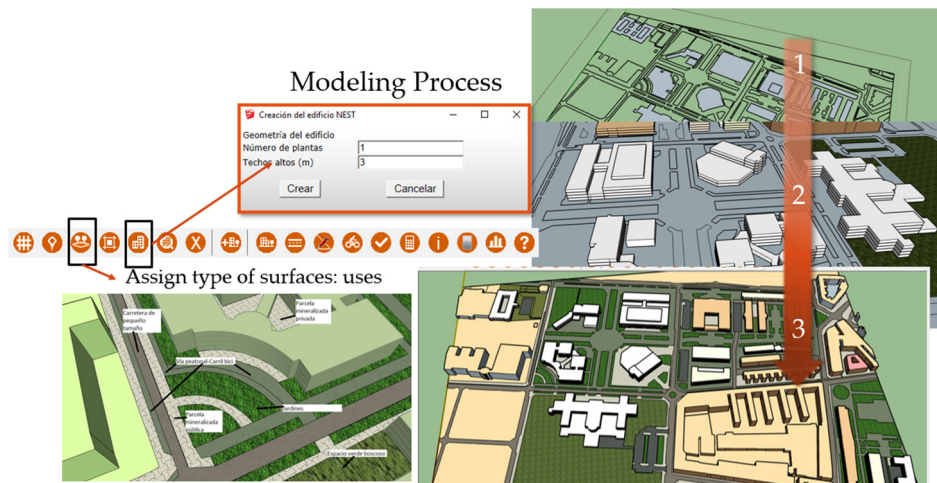 Modeling Process
Creación del edificio NEST
Geometría del edificio
Número de plantas
1
Techos altos (m)
3
Crear
Cancelar
Assign type of surfaces: uses
Carretera de
pequeño
tamaño
Parcela
mineralizada
privada
Vía peatonal-Carril bici
Jardines
Parcela
mineralizada
pública
Espacio verde boscoso
1
2
3